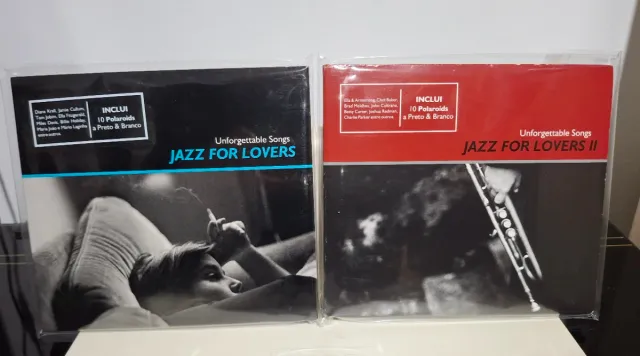 Diana Krall, Jamie Cullum,
Tom Jobim, Ella Fitzgerald,
Miles Davis, Billie Holiday,
Maria João e Mário Laginha
entre outros
INCLUI
10 Polaroids
a Preto & Branco
Unforgettable Songs
JAZZ FOR LOVERS
Ella & Armstrong, Chet Baker,
Brad Mehldau, John Coltrane,
Betty Carter, Joshua Redman,
Charlie Parker entre outros
INCLUI
10 Polaroids
a Preto & Branco
Unforgettable Songs
JAZZ FOR LOVERS II